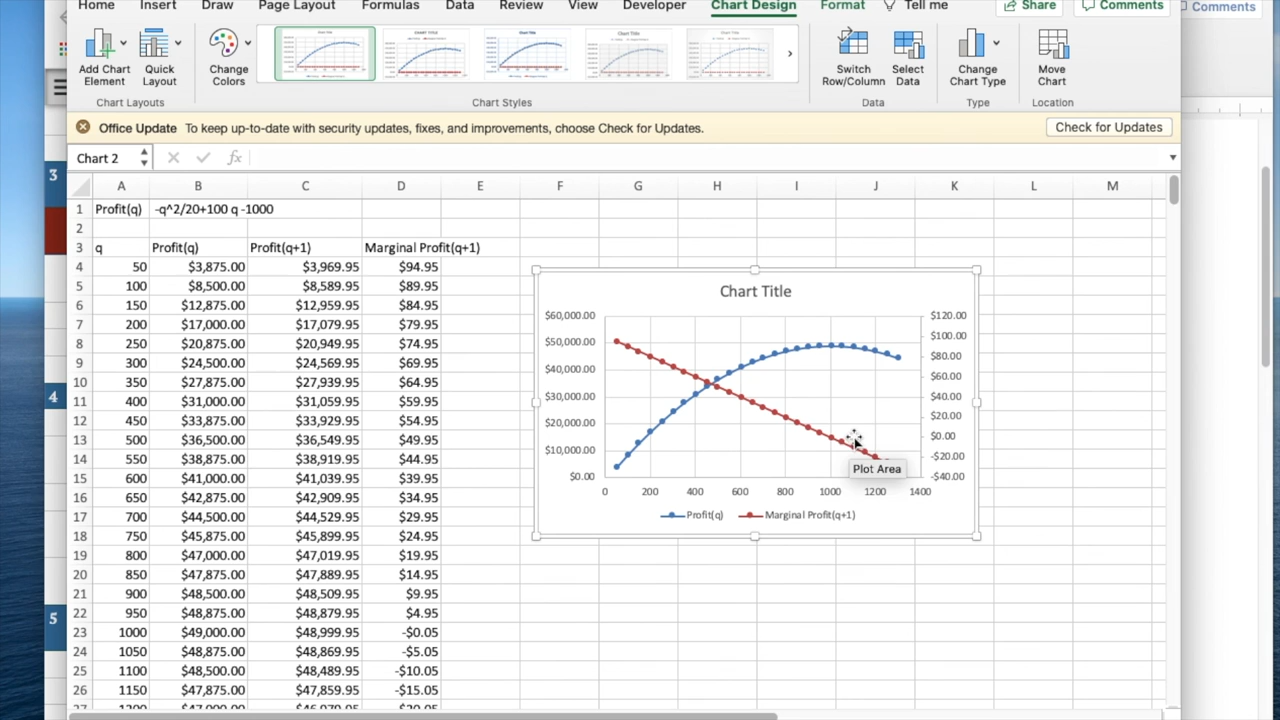 Home Insert Draw Page Layout Formulas Data Review View Developer Chart Design Format Tell me Share Comments Comments
Add Chart Element
Quick Layout
Change Colors
Switch Row/Column
Select Data
Change Chart Type
Move Chart
Chart Layouts Chart Styles Data Type Location
Office Update To keep up-to-date with security updates, fixes, and improvements, choose Check for Updates. Check for Updates
Chart 2 fx
A B C D E F G H I J K L M
1 Profit(q) -q^2/20+100 q -1000
2
3 q Profit(q) Profit(q+1) Marginal Profit(q+1)
4 50 $3,875.00 $3,969.95 $94.95
5 100 $8,500.00 $8,589.95 $89.95
6 150 $12,875.00 $12,959.95 $84.95
7 200 $17,000.00 $17,079.95 $79.95
8 250 $20,875.00 $20,949.95 $74.95
9 300 $24,500.00 $24,569.95 $69.95
10 350 $27,875.00 $27,939.95 $64.95
11 400 $31,000.00 $31,059.95 $59.95
12 450 $33,875.00 $33,929.95 $54.95
13 500 $36,500.00 $36,549.95 $49.95
14 550 $38,875.00 $38,919.95 $44.95
15 600 $41,000.00 $41,039.95 $39.95
16 650 $42,875.00 $42,909.95 $34.95
17 700 $44,500.00 $44,529.95 $29.95
18 750 $45,875.00 $45,899.95 $24.95
19 800 $47,000.00 $47,019.95 $19.95
20 850 $47,875.00 $47,889.95 $14.95
21 900 $48,500.00 $48,509.95 $9.95
22 950 $48,875.00 $48,879.95 $4.95
23 1000 $49,000.00 $48,999.95 -$0.05
24 1050 $48,875.00 $48,869.95 -$5.05
25 1100 $48,500.00 $48,489.95 -$10.05
26 1150 $47,875.00 $47,859.95 -$15.05
Chart Title
$60,000.00 $120.00
$50,000.00 $100.00
$40,000.00 $80.00
$30,000.00 $60.00
$20,000.00 $40.00
$10,000.00 $20.00
$0.00 $0.00
-$20.00
-$40.00
Plot Area
0 200 400 600 800 1000 1200 1400
Profit(q) Marginal Profit(q+1)
3
4
5